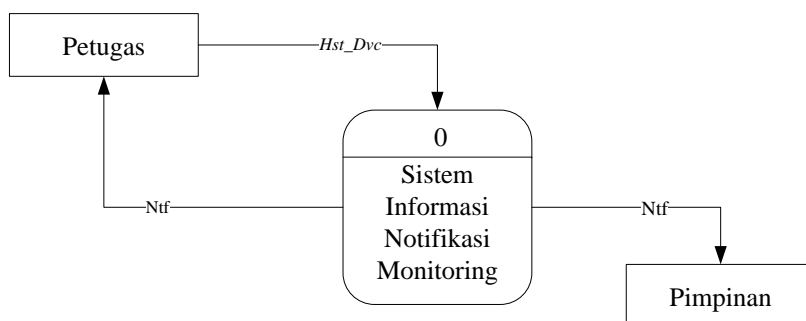 Petugas
Hst_Dvc
0
Sistem
Informasi
Notifikasi
Monitoring
Ntf
Ntf
Pimpinan